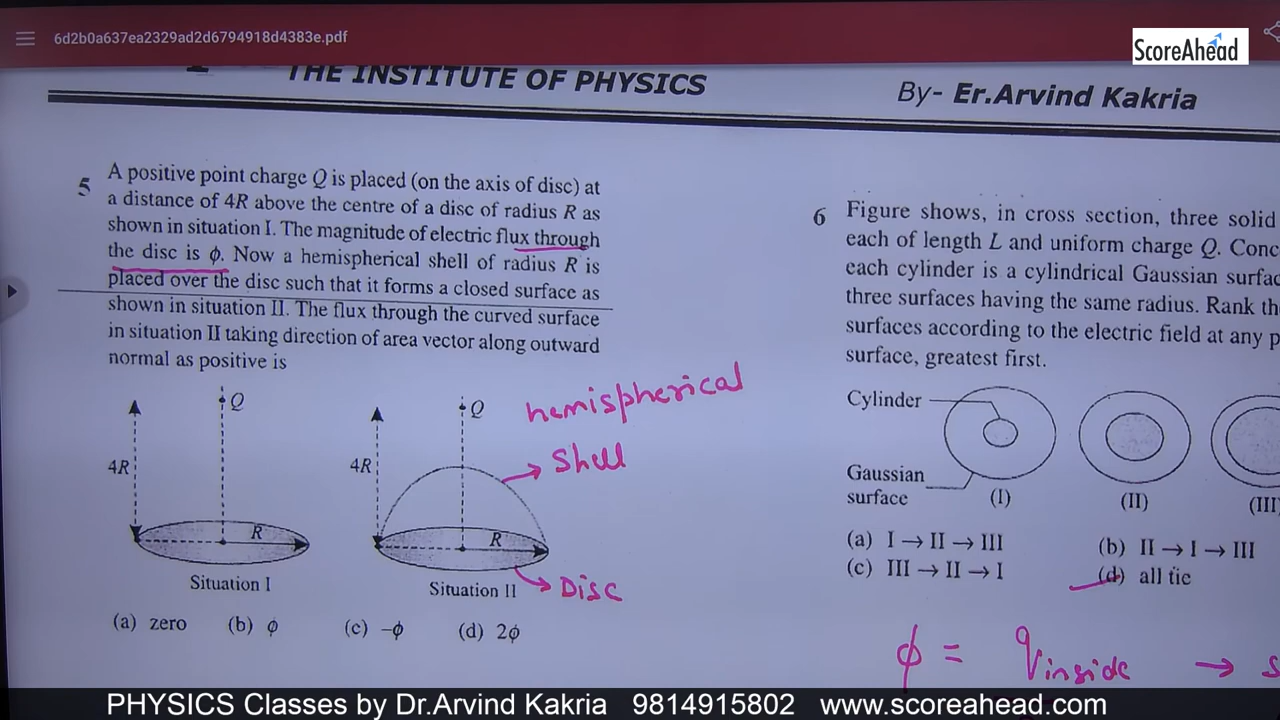 6d2b0a637ea2329ad2d6794918d4383e.pdf
ScoreAhead
THE INSTITUTE OF PHYSICS
By- Er.Arvind Kakria
5
A positive point charge Q is placed (on the axis of disc) at
a distance of 4R above the centre of a disc of radius R as
shown in situation I. The magnitude of electric flux through
the disc is ϕ. Now a hemispherical shell of radius R is
placed over the disc such that it forms a closed surface as
shown in situation II. The flux through the curved surface
in situation II taking direction of area vector along outward
normal as positive is
Q
4R
R
Situation I
Q
4R
R
Situation II
hemispherical
shell
Disc
(a) zero (b) ϕ (c) –ϕ (d) 2ϕ
6
Figure shows, in cross section, three solid
each of length L and uniform charge Q. Conc
each cylinder is a cylindrical Gaussian surfac
three surfaces having the same radius. Rank th
surfaces according to the electric field at any p
surface, greatest first.
Cylinder
Gaussian
surface
(I)
(II)
(III)
(a) I → II → III
(b) II → I → III
(c) III → II → I
(d) all tie
ϕ = q inside → s
PHYSICS Classes by Dr.Arvind Kakria 9814915802 www.scoreahead.com